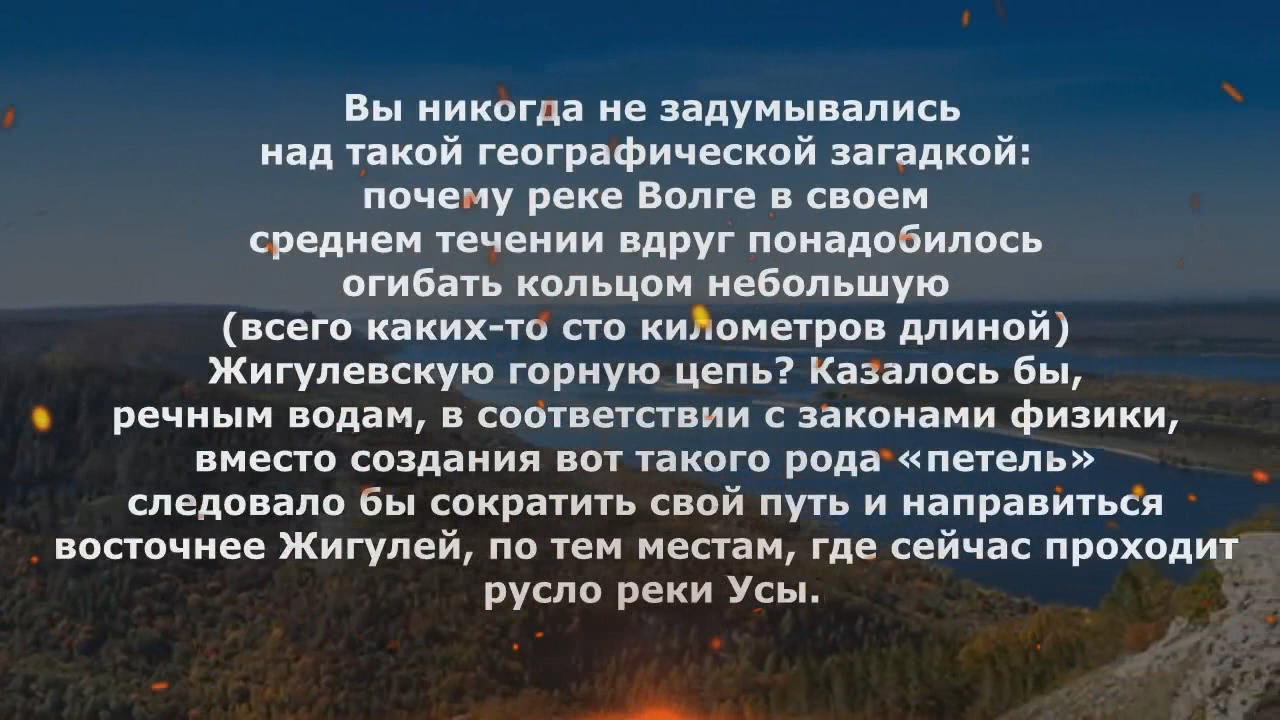 Вы никогда не задумывались
над такой географической загадкой:
почему реке Волге в своем
среднем течении вдруг понадобилось
огибать кольцом небольшую
(всего каких-то сто километров длиной)
Жигулевскую горную цепь? Казалось бы,
речным водам, в соответствии с законами физики,
вместо создания вот такого рода «петель»
следовало бы сократить свой путь и направиться
восточнее Жигулей, по тем местам, где сейчас проходит
русло реки Усы.